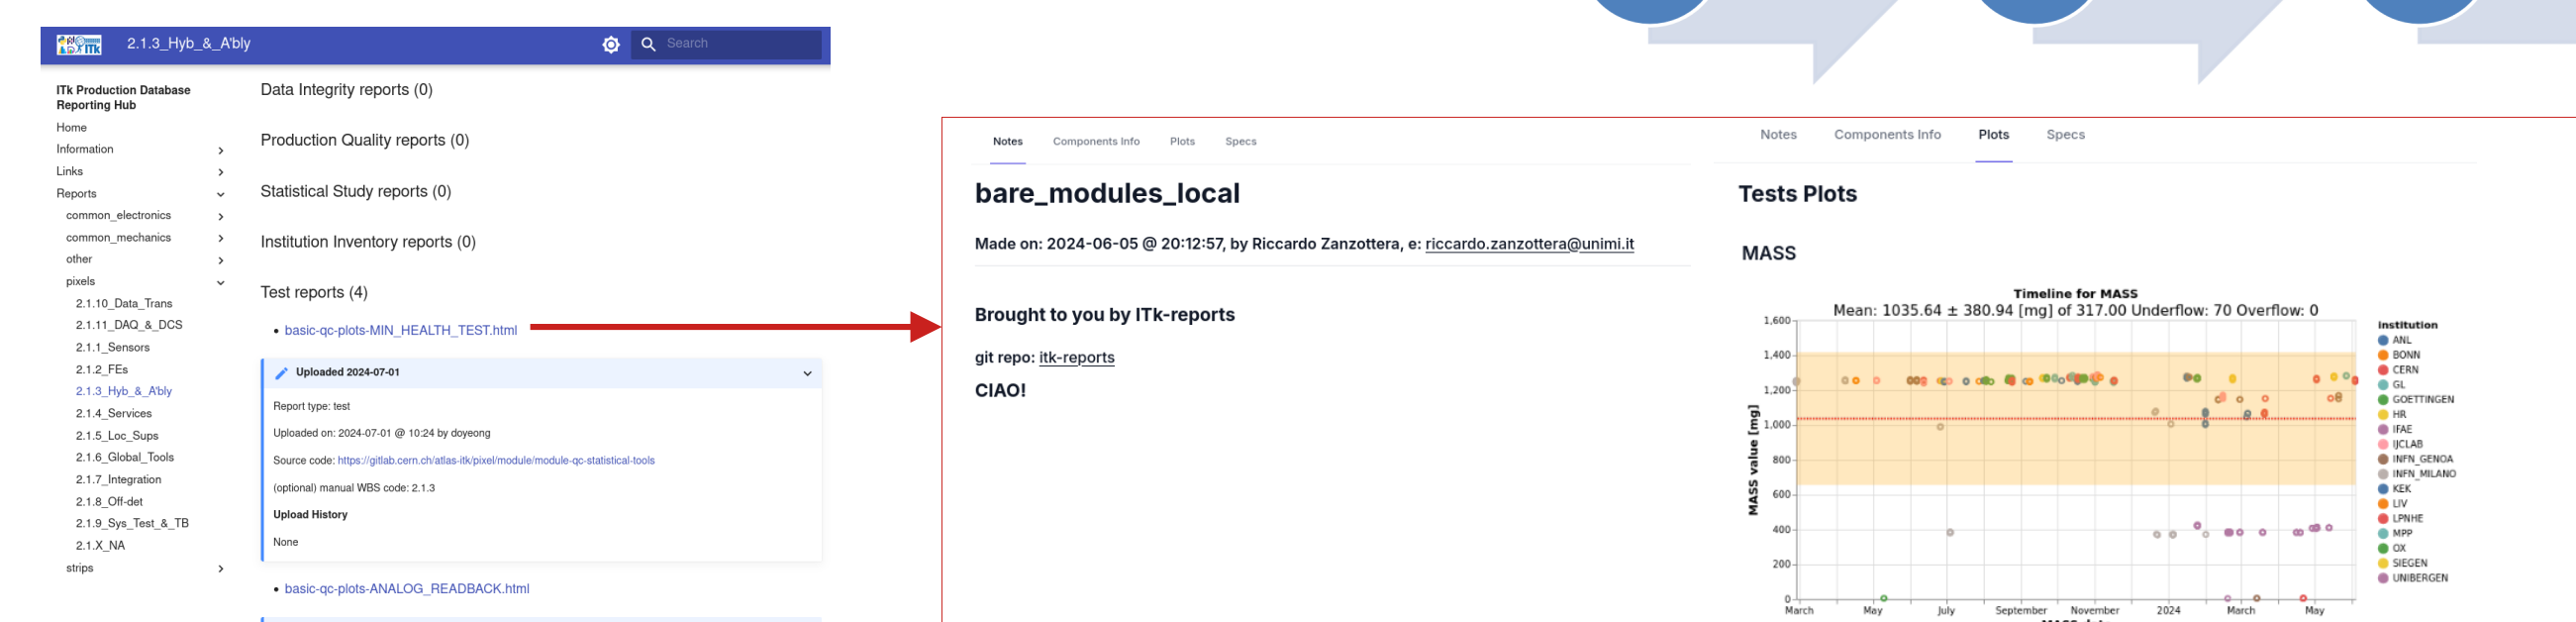 ITk
2.1.3_Hyb_&_A'bly
Search
ITk Production Database
Reporting Hub
Home
Information
Links
Reports
common_electronics
common_mechanics
other
pixels
2.1.10_Data_Trans
2.1.11_DAQ_&_DCS
2.1.1_Sensors
2.1.2_FEs
2.1.3_Hyb_&_A'bly
2.1.4_Services
2.1.5_Loc_Sups
2.1.6_Global_Tools
2.1.7_Integration
2.1.8_Off-det
2.1.9_Sys_Test_&_TB
2.1.X_NA
strips
Data Integrity reports (0)
Production Quality reports (0)
Statistical Study reports (0)
Institution Inventory reports (0)
Test reports (4)
• basic-qc-plots-MIN_HEALTH_TEST.html
Uploaded 2024-07-01
Report type: test
Uploaded on: 2024-07-01 @ 10:24 by doyeong
Source code: https://gitlab.cern.ch/atlas-itk/pixel/module/module-qc-statistical-tools
(optional) manual WBS code: 2.1.3
Upload History
None
• basic-qc-plots-ANALOG_READBACK.html
Notes Components Info Plots Specs
bare_modules_local
Made on: 2024-06-05 @ 20:12:57, by Riccardo Zanzottera, e: riccardo.zanzottera@unimi.it
Brought to you by ITk-reports
git repo: itk-reports
CIAO!
Notes Components Info Plots Specs
Tests Plots
MASS
Timeline for MASS
Mean: 1035.64 ± 380.94 [mg] of 317.00 Underflow: 70 Overflow: 0
MASS value [mg]
1,600
1,400
1,200
1,000
800
600
400
200
0
March May July September November 2024 March May
Institution
ANL
BONN
CERN
GL
GOETTINGEN
HR
IFAE
IJCLAB
INFN_GENOA
INFN_MILANO
KEK
LIV
LPNHE
MPP
OX
SIEGEN
UNIBERGEN